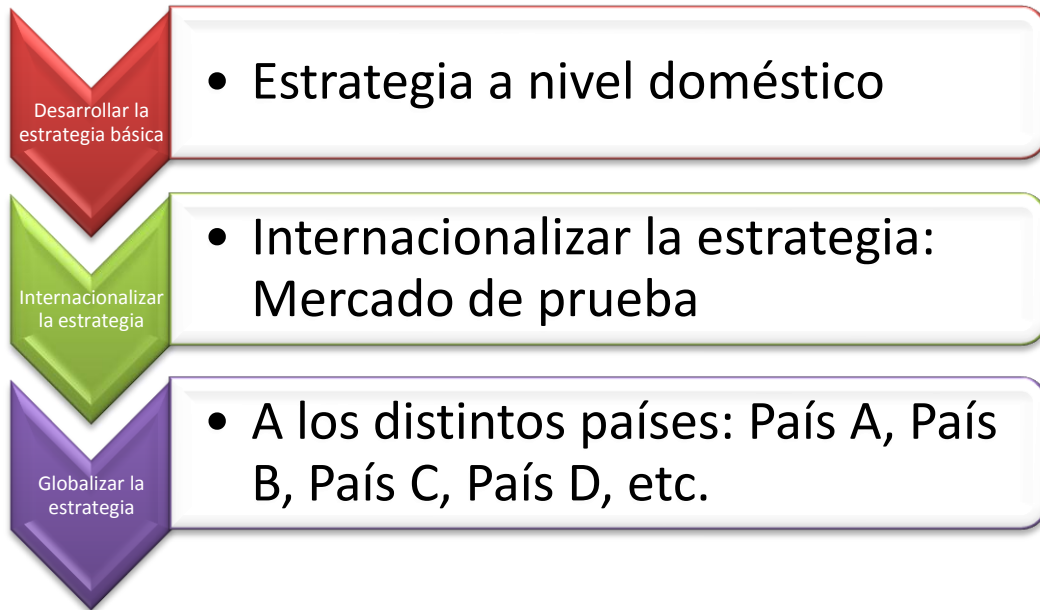 Desarrollar la
estrategia básica
• Estrategia a nivel doméstico
Internacionalizar
la estrategia
• Internacionalizar la estrategia:
Mercado de prueba
Globalizar la
estrategia
• A los distintos países: País A, País
B, País C, País D, etc.